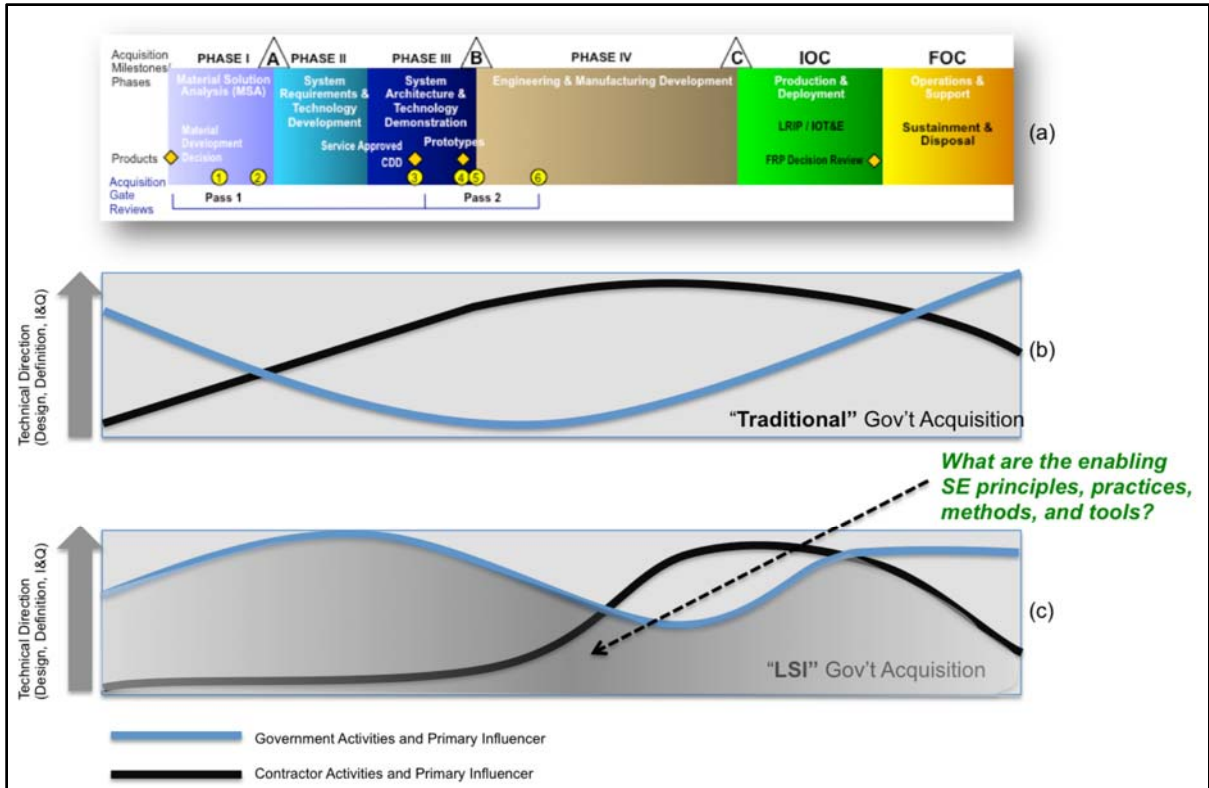 Acquisition
Milestones/
Phases
PHASE I
A
PHASE II
PHASE III
B
PHASE IV
C
IOC
FOC
Material Solution
Analysis (MSA)
System
Requirements &
Technology
Development
System
Architecture &
Technology
Demonstration
Engineering & Manufacturing Development
Production &
Deployment
Operations &
Support
Material
Development
Decision
Service Approved
CDD
Prototypes
LRIP / IOT&E
FRP Decision Review
Sustainment &
Disposal
(a)
Products
Acquisition
Gate
Reviews
1
2
3
4
5
6
Pass 1
Pass 2
Technical Direction
(Design, Definition, I&Q)
(b)
"Traditional" Gov't Acquisition
What are the enabling
SE principles, practices,
methods, and tools?
Technical Direction
(Design, Definition, I&Q)
(c)
"LSI" Gov't Acquisition
Government Activities and Primary Influencer
Contractor Activities and Primary Influencer